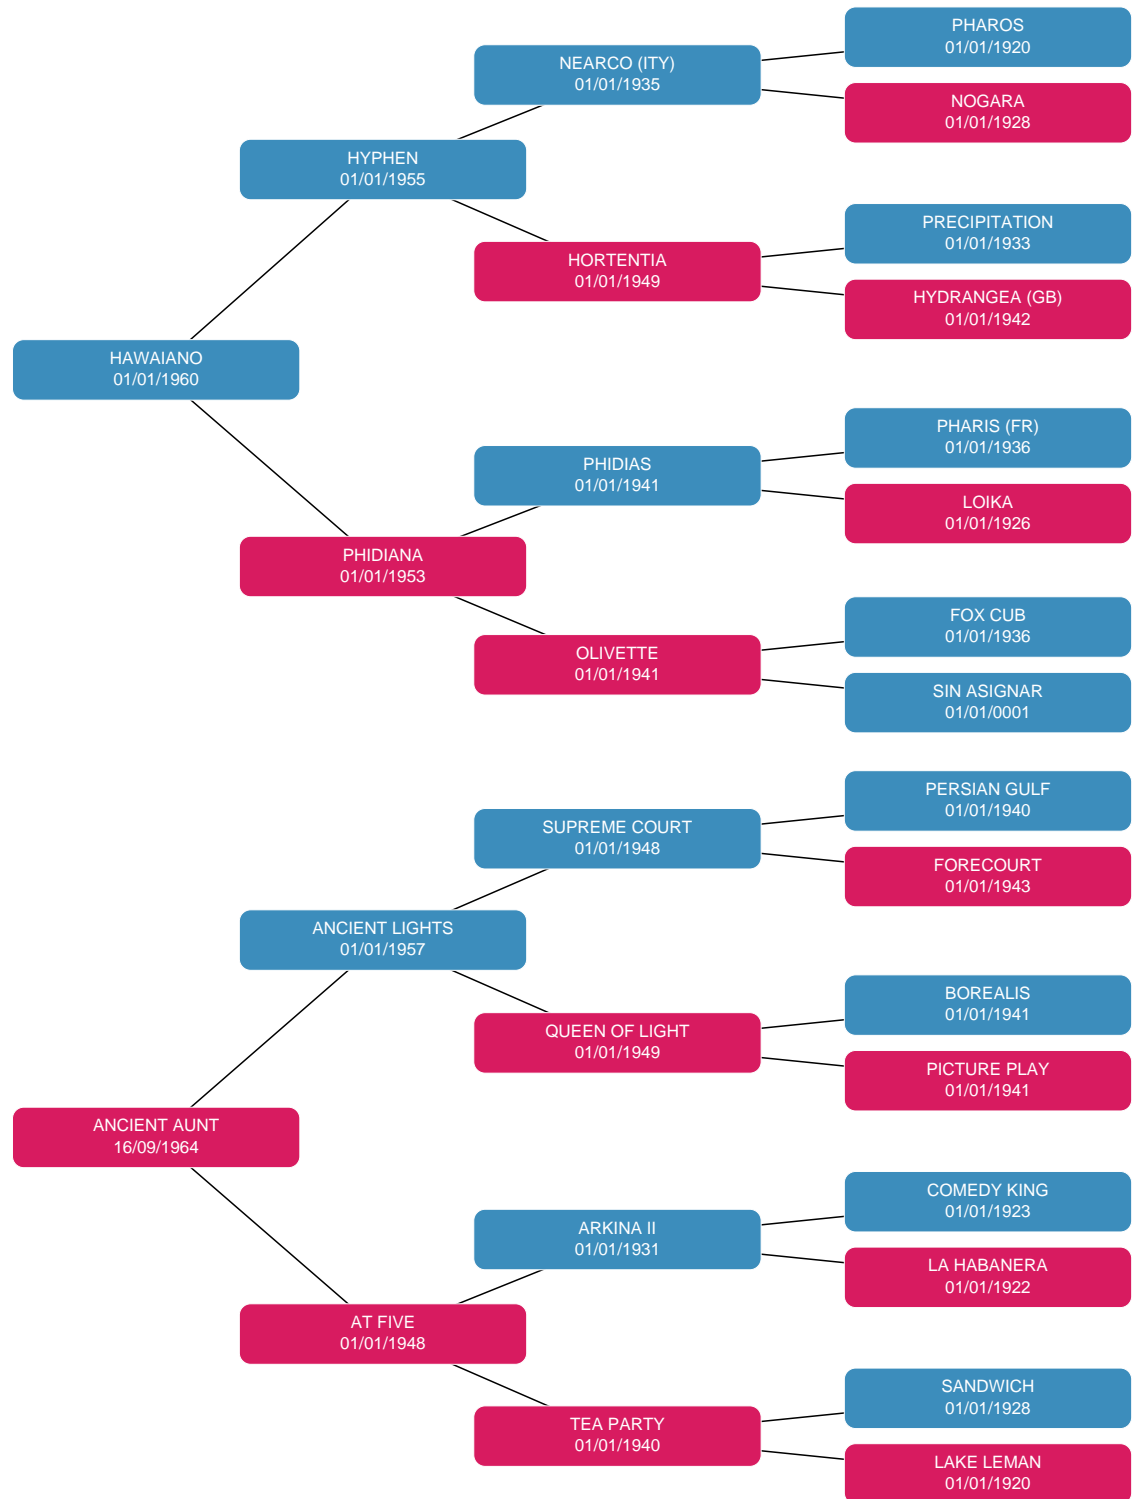 PHAROS
01/01/1920
NEARCO (ITY)
01/01/1935
NOGARA
01/01/1928
HYPHEN
01/01/1955
PRECIPITATION
01/01/1933
HORTENTIA
01/01/1949
HYDRANGEA (GB)
01/01/1942
HAWAIANO
01/01/1960
PHARIS (FR)
01/01/1936
PHIDIAS
01/01/1941
LOIKA
01/01/1926
PHIDIANA
01/01/1953
FOX CUB
01/01/1936
OLIVETTE
01/01/1941
SIN ASIGNAR
01/01/0001
PERSIAN GULF
01/01/1940
SUPREME COURT
01/01/1948
FORECOURT
01/01/1943
ANCIENT LIGHTS
01/01/1957
BOREALIS
01/01/1941
QUEEN OF LIGHT
01/01/1949
PICTURE PLAY
01/01/1941
ANCIENT AUNT
16/09/1964
COMEDY KING
01/01/1923
ARKINA II
01/01/1931
LA HABANERA
01/01/1922
AT FIVE
01/01/1948
SANDWICH
01/01/1928
TEA PARTY
01/01/1940
LAKE LEMAN
01/01/1920